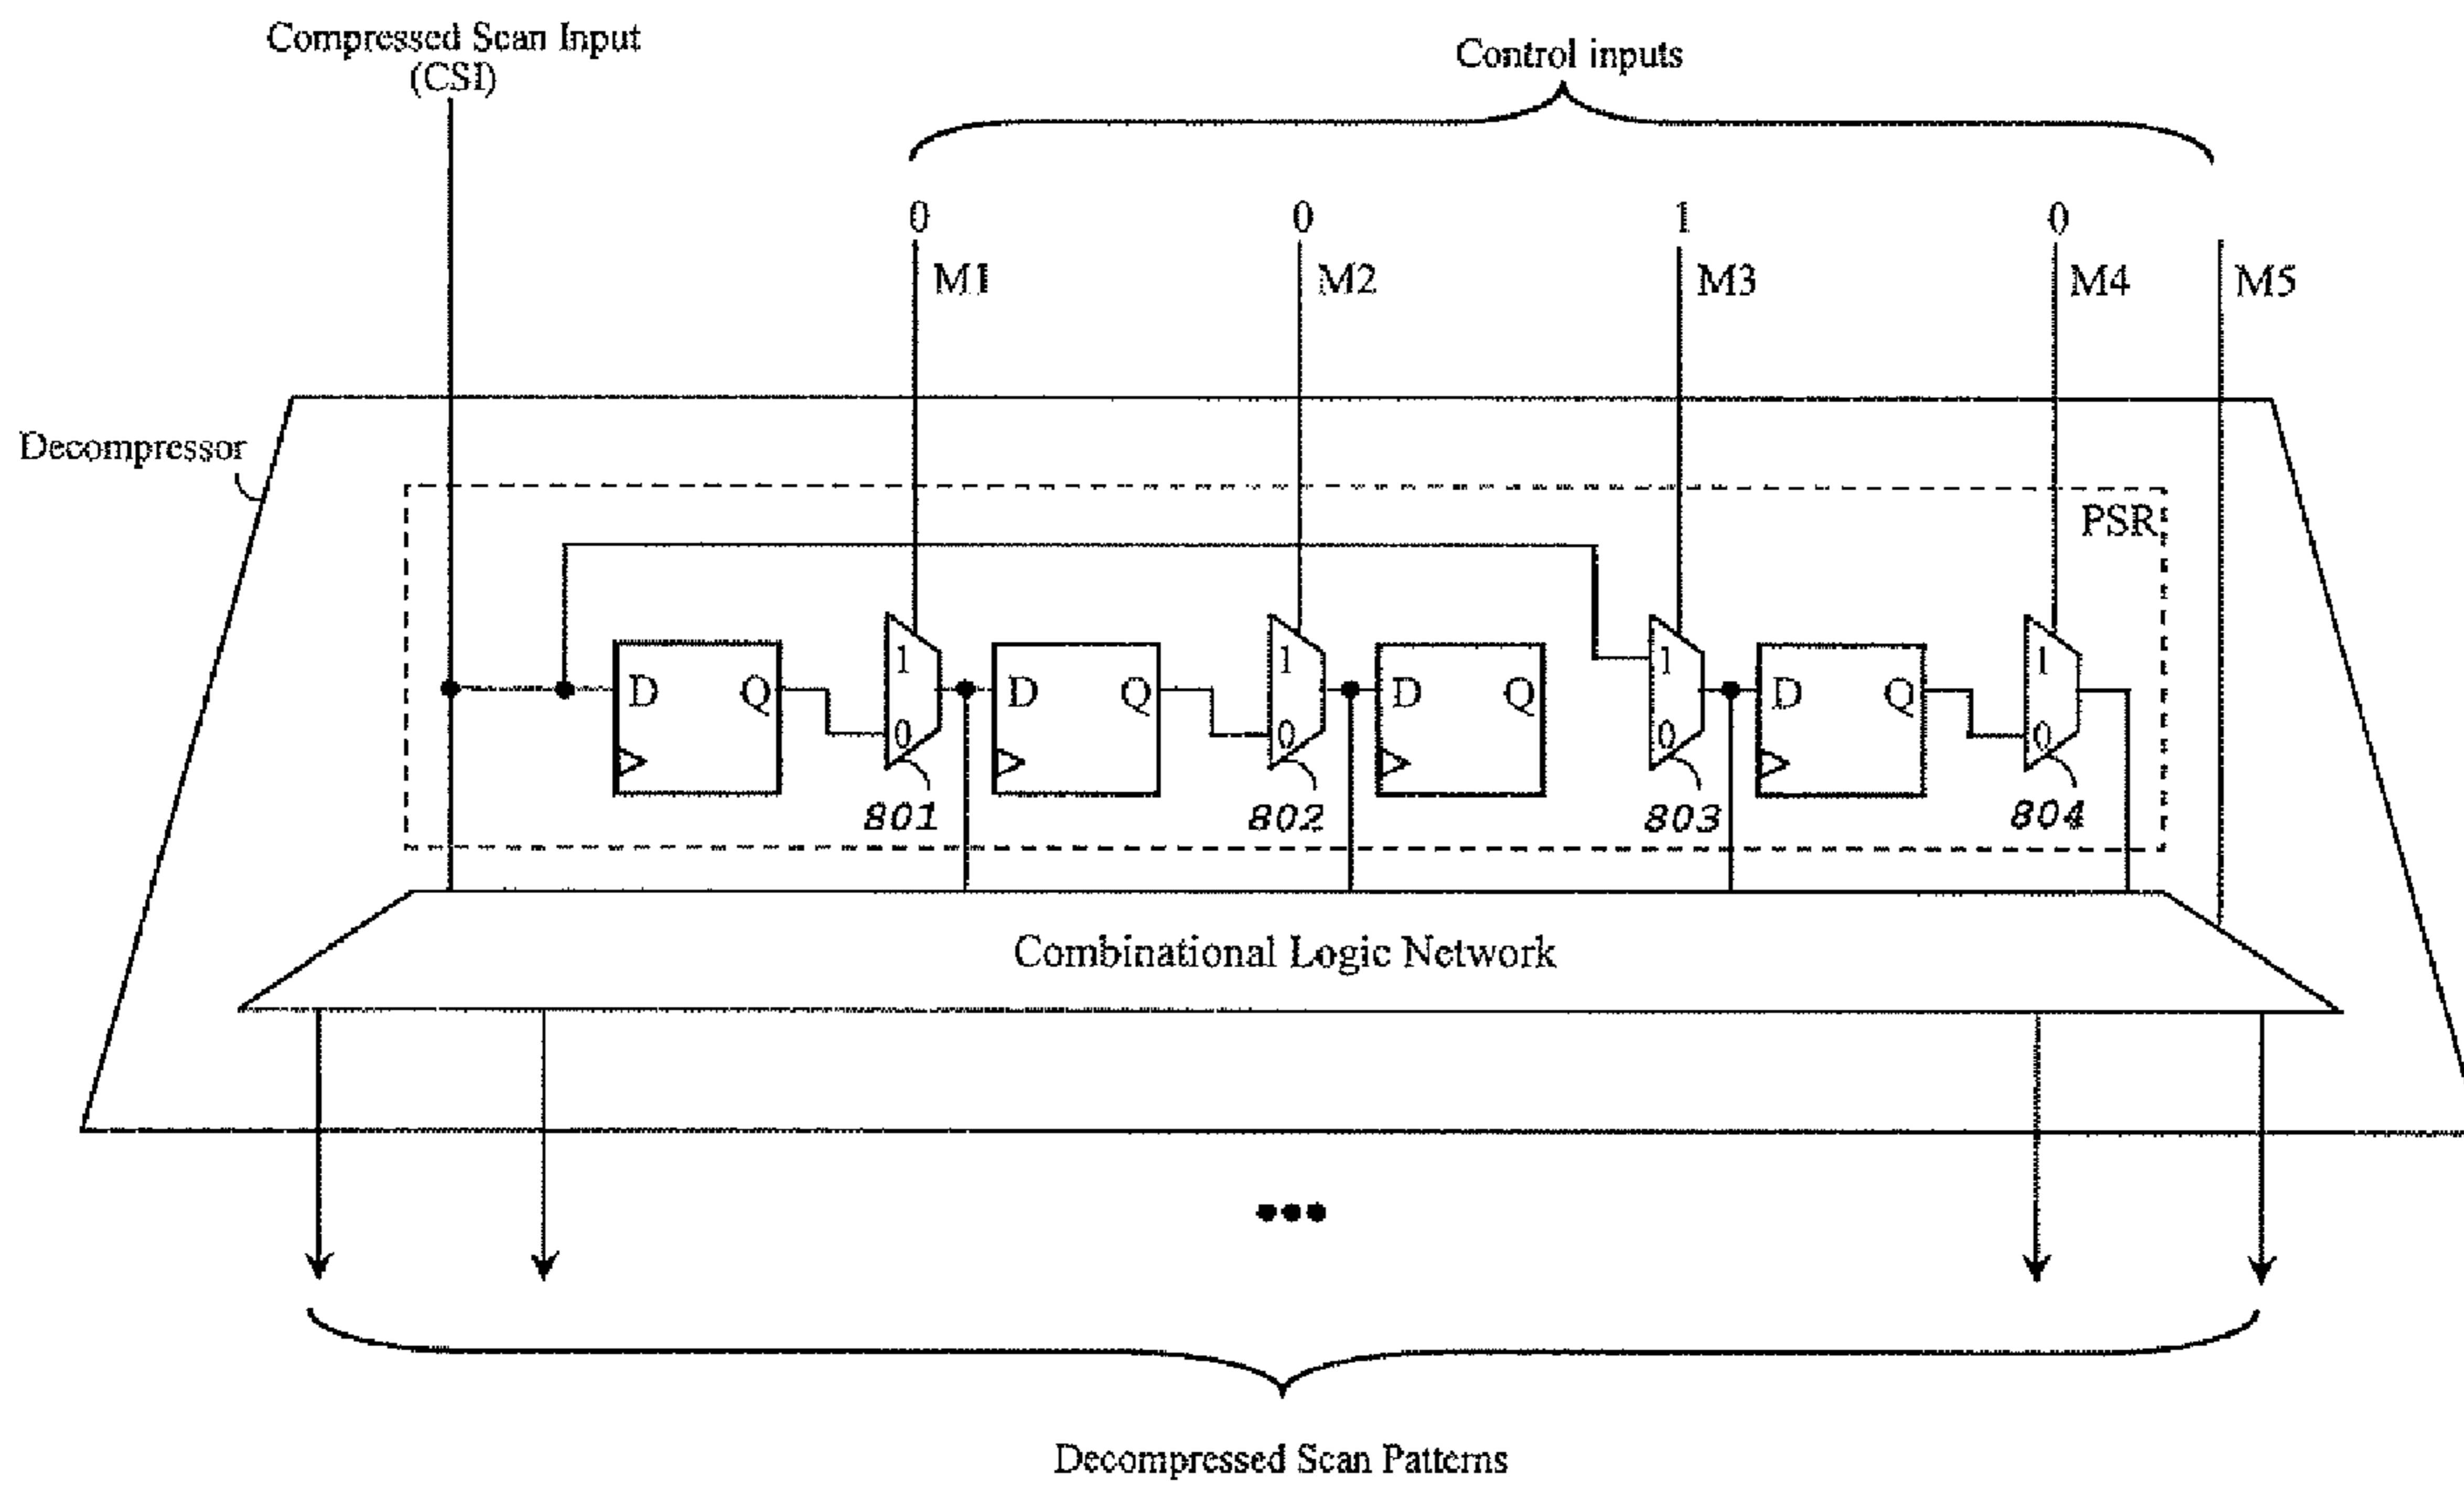 Compressed Scan Input
(CSI)
Control inputs
0 0 1 0
M1 M2 M3 M4 M5
Decompressor
PSR
1 1 1 1
D Q D Q D Q D Q
0 0 0 0
801 802 803 804
Combinational Logic Network
Decompressed Scan Patterns